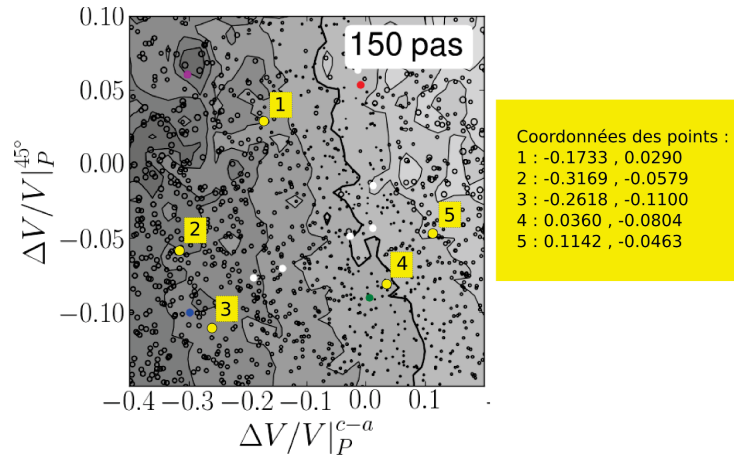 150 pas
0.10
0.05
0.00
−0.05
−0.10
ΔV/V|_P^{45°}
1
2
3
4
5
−0.4 −0.3 −0.2 −0.1 0.0 0.1
ΔV/V|_P^{c−a}
Coordonnées des points :
1 : -0.1733 , 0.0290
2 : -0.3169 , -0.0579
3 : -0.2618 , -0.1100
4 : 0.0360 , -0.0804
5 : 0.1142 , -0.0463